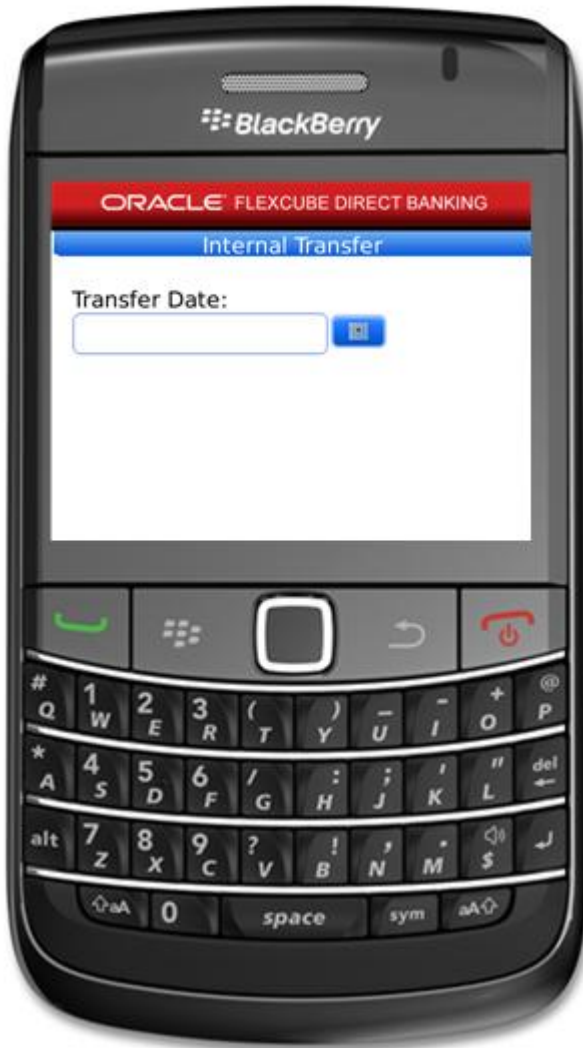 BlackBerry
ORACLE FLEXCUBE DIRECT BANKING
Internal Transfer
Transfer Date:
# 1 2 3 ( ) _ - + @
Q W E R T Y U I O P
* 4 5 6 / : ; ' " del
A S D F G H J K L
alt 7 8 9 ? ! , . $
Z X C V B N M
aA 0 space sym aA